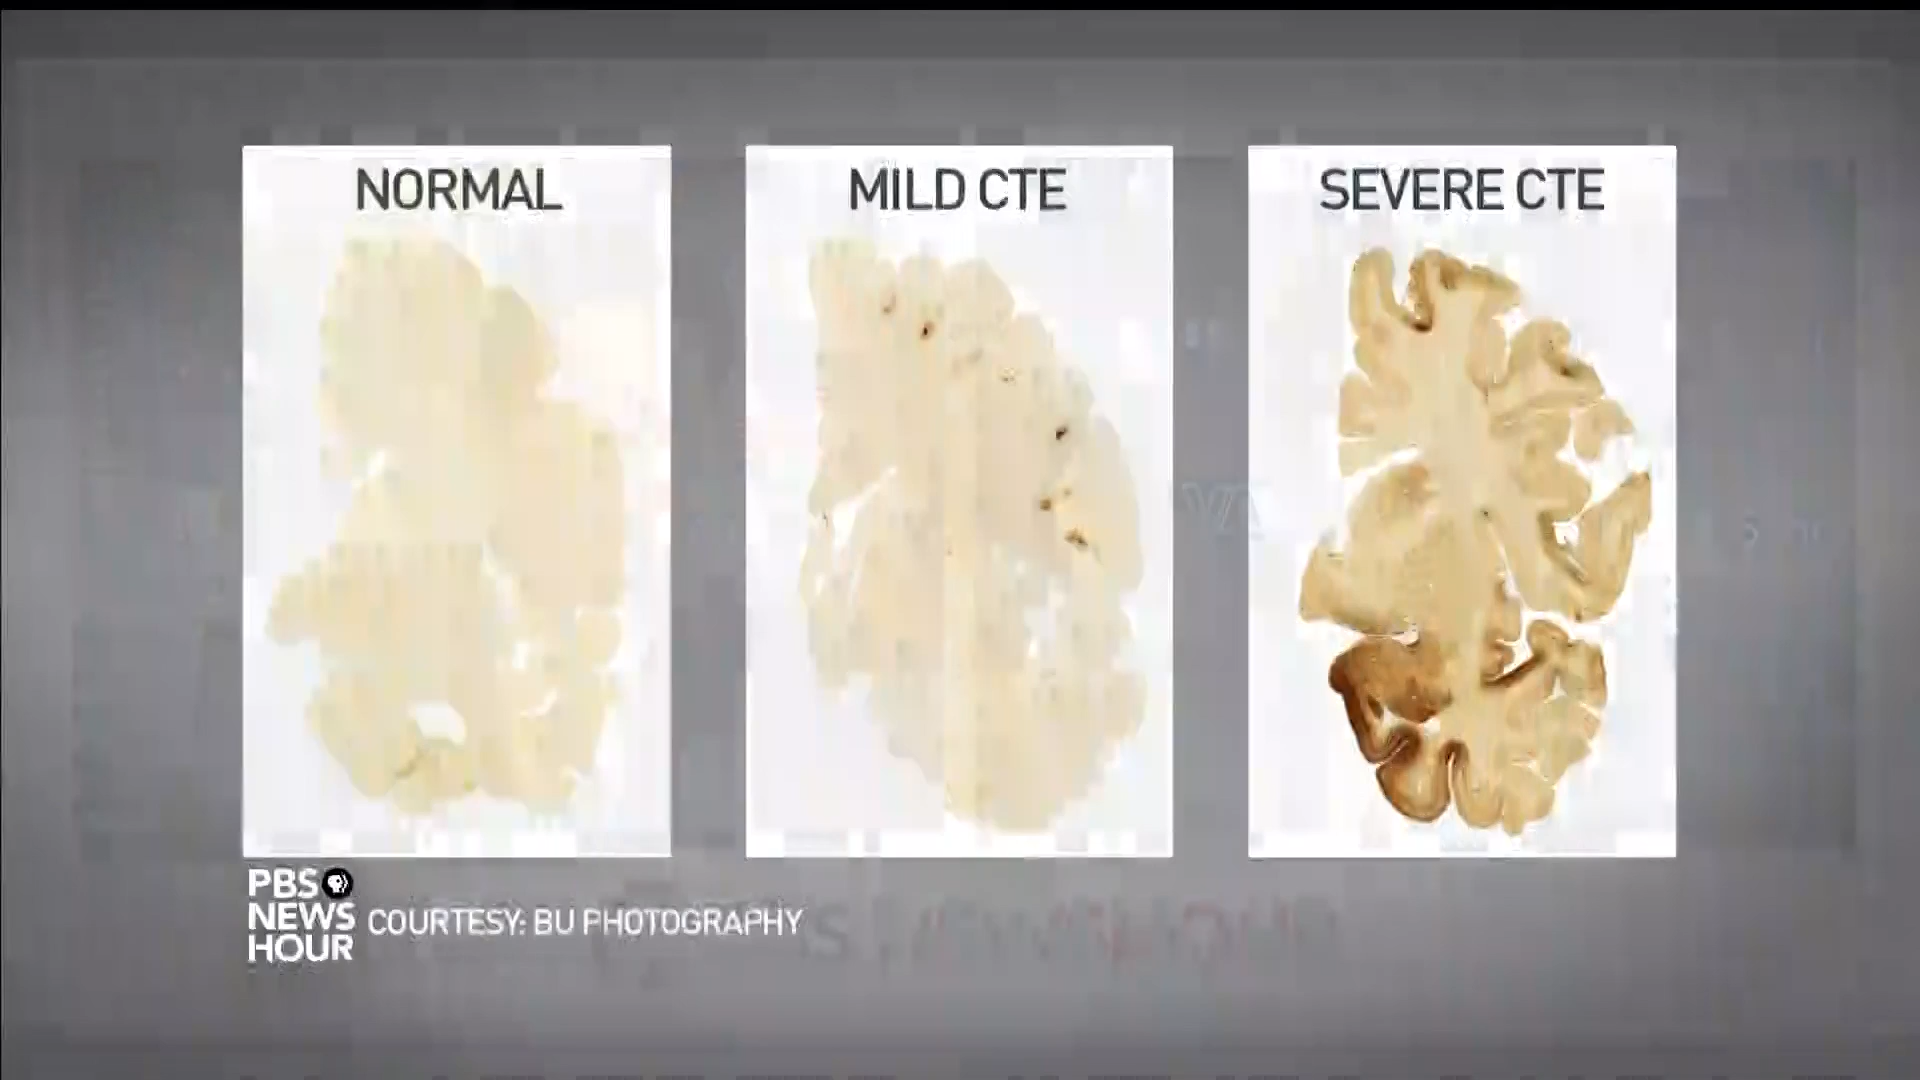 NORMAL
MILD CTE
SEVERE CTE
PBS
NEWS
HOUR
COURTESY: BU PHOTOGRAPHY